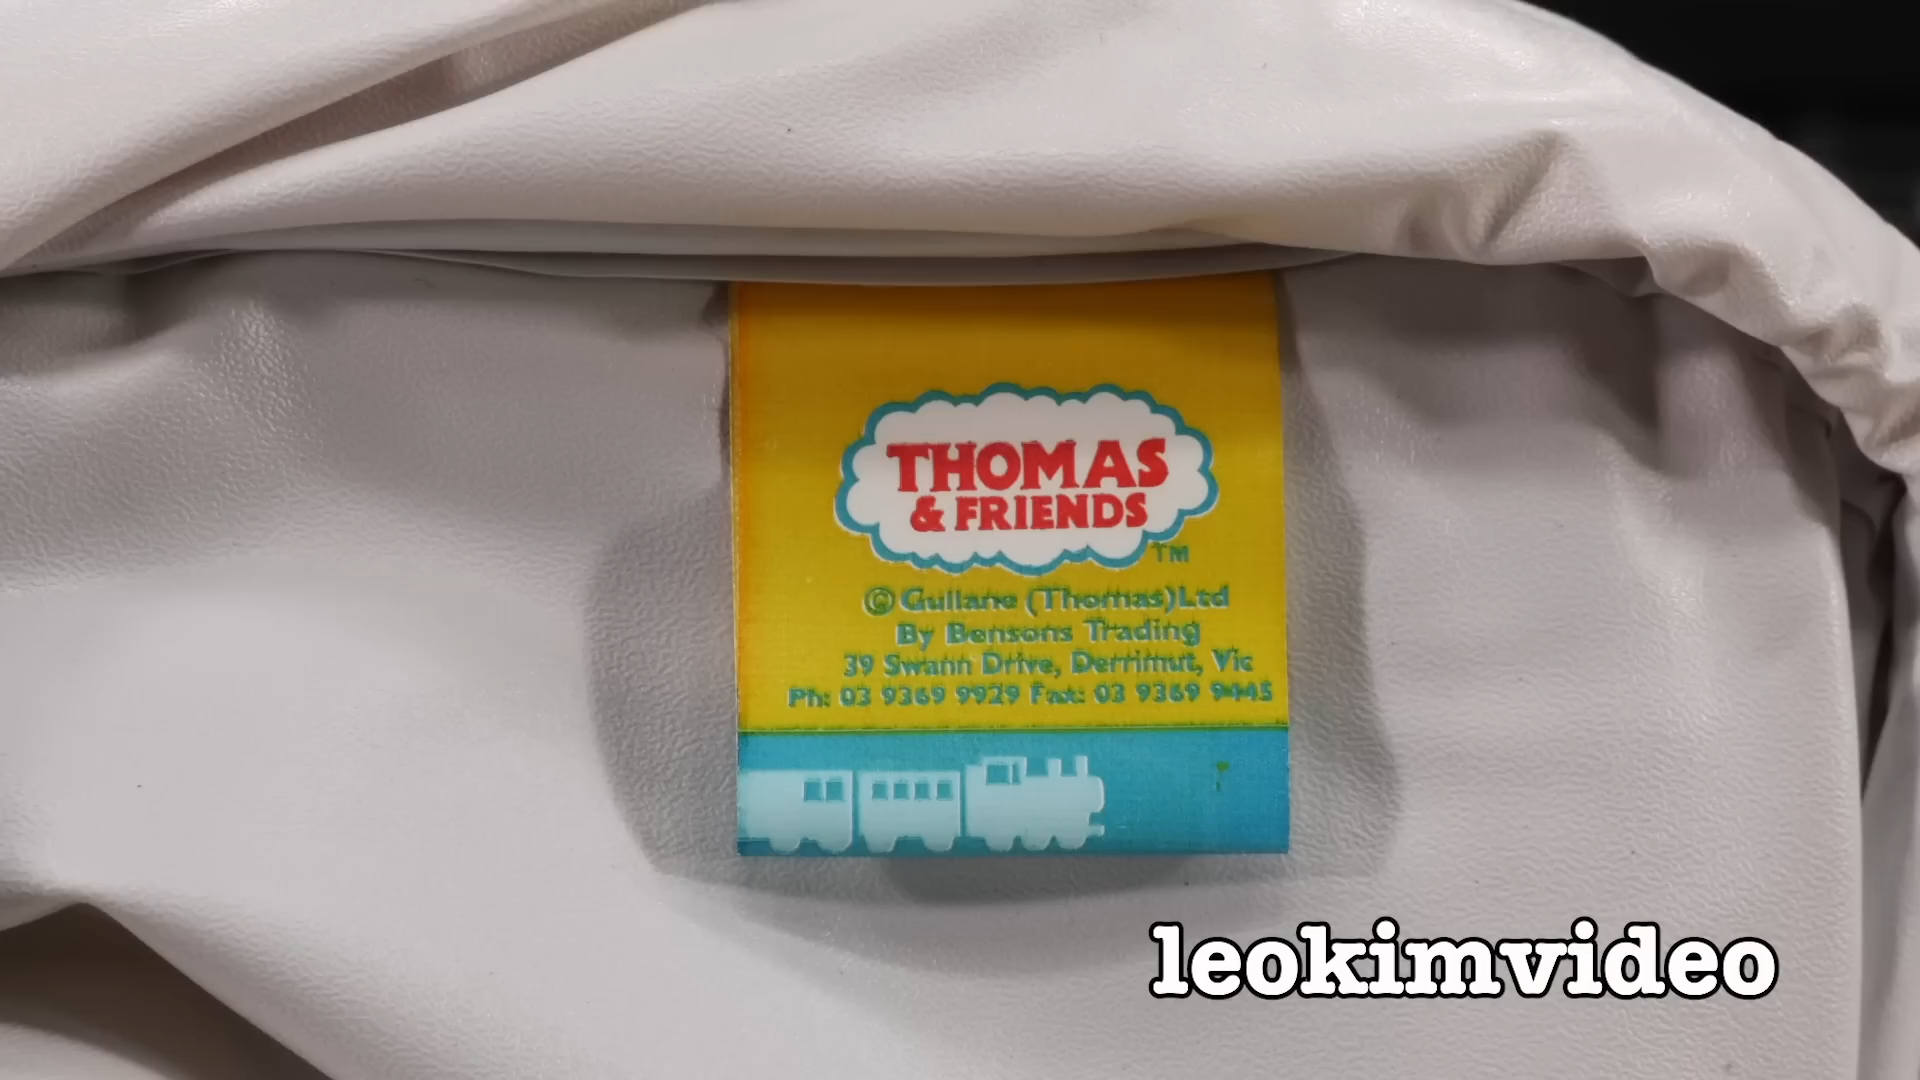 THOMAS
& FRIENDS
TM
© Gullane (Thomas)Ltd
By Bensons Trading
39 Swann Drive, Derrimut, Vic
Ph: 03 9369 9929 Fax: 03 9369 9445
leokimvideo